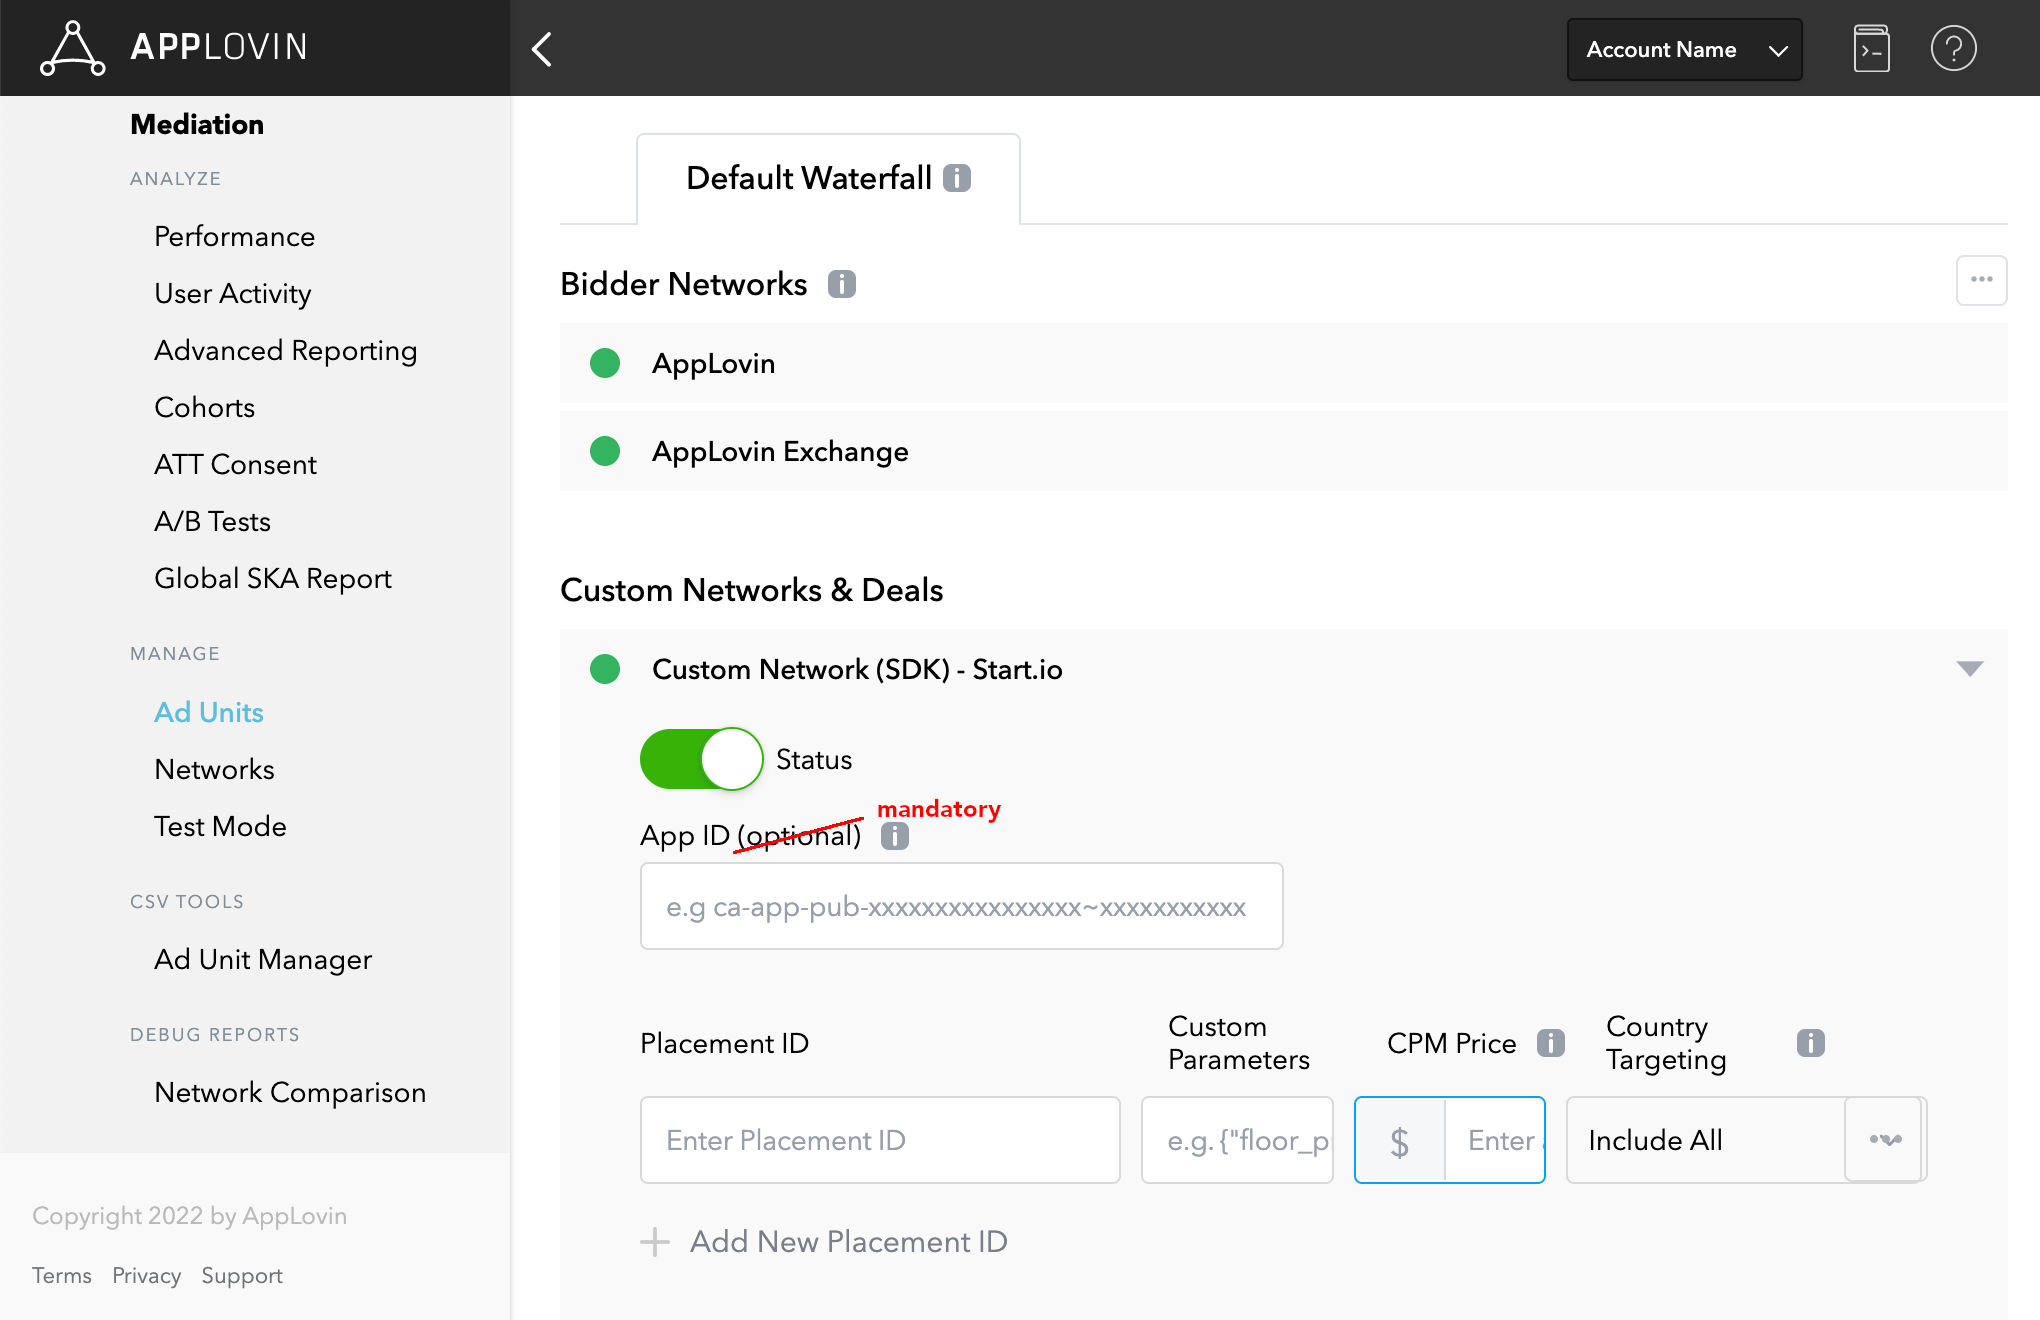 APPLOVIN
Account Name
Mediation
ANALYZE
Performance
User Activity
Advanced Reporting
Cohorts
ATT Consent
A/B Tests
Global SKA Report
MANAGE
Ad Units
Networks
Test Mode
CSV TOOLS
Ad Unit Manager
DEBUG REPORTS
Network Comparison
Copyright 2022 by AppLovin
Terms Privacy Support
Default Waterfall
Bidder Networks
AppLovin
AppLovin Exchange
Custom Networks & Deals
Custom Network (SDK) - Start.io
Status
mandatory
App ID (optional)
e.g ca-app-pub-xxxxxxxxxxxxxxxx~xxxxxxxxxxx
Placement ID
Custom
Parameters
CPM Price
Country
Targeting
Enter Placement ID
e.g. {"floor_p
$
Enter
Include All
Add New Placement ID